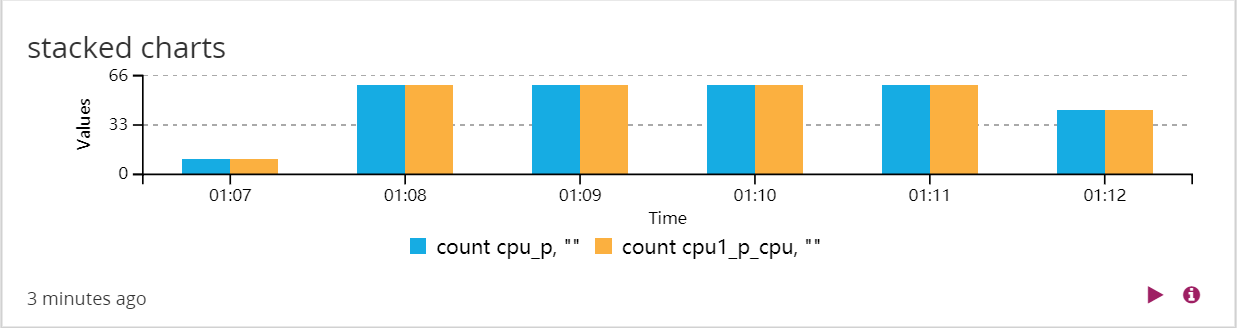 stacked charts
66
33
0
Values
01:07 01:08 01:09 01:10 01:11 01:12
Time
count cpu_p, "" count cpu1_p_cpu, ""
3 minutes ago